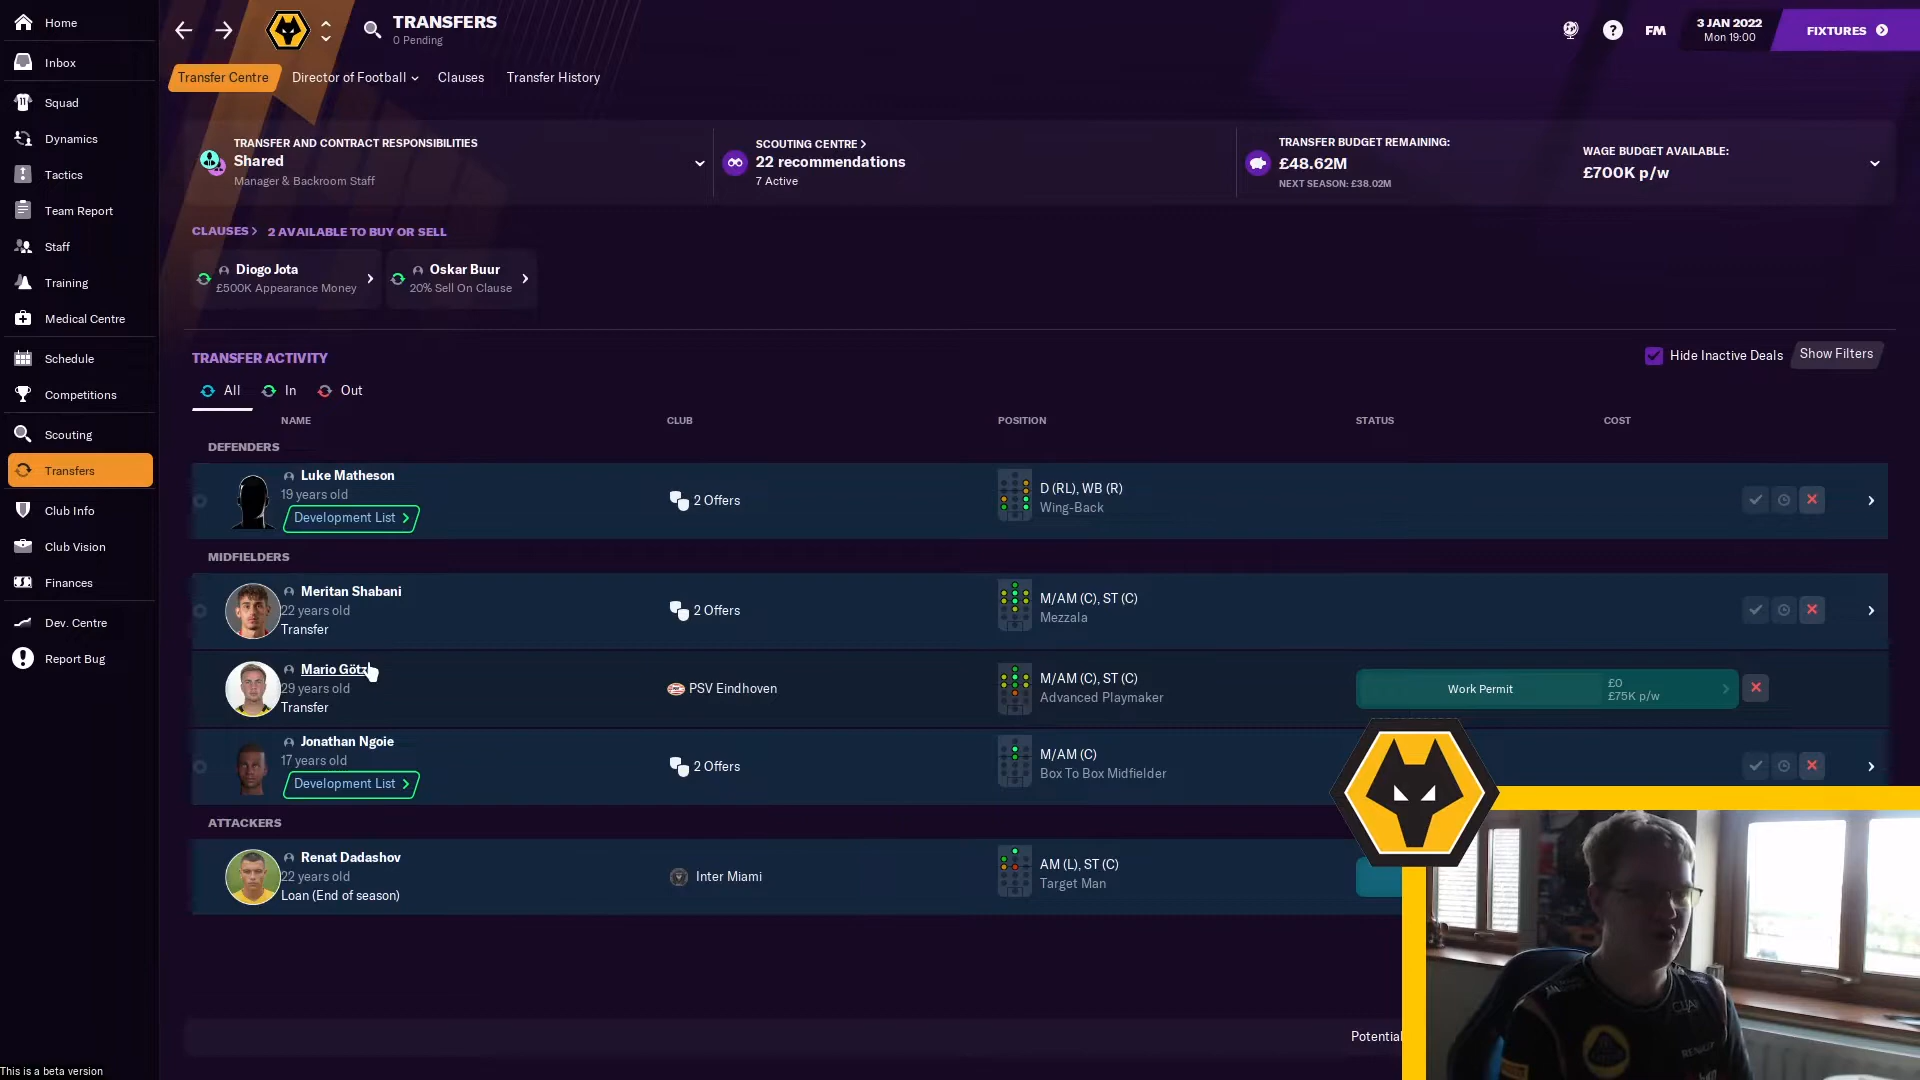 Home
Inbox
Squad
Dynamics
Tactics
Team Report
Staff
Training
Medical Centre
Schedule
Competitions
Scouting
Transfers
Club Info
Club Vision
Finances
Dev. Centre
Report Bug
This is a beta version
TRANSFERS
0 Pending
FM
3 JAN 2022
Mon 19:00
FIXTURES
Transfer Centre
Director of Football
Clauses
Transfer History
TRANSFER AND CONTRACT RESPONSIBILITIES
Shared
Manager & Backroom Staff
SCOUTING CENTRE >
22 recommendations
7 Active
TRANSFER BUDGET REMAINING:
£48.62M
NEXT SEASON: £38.02M
WAGE BUDGET AVAILABLE:
£700K p/w
CLAUSES > 2 AVAILABLE TO BUY OR SELL
Diogo Jota
£500K Appearance Money
Oskar Buur
20% Sell On Clause
TRANSFER ACTIVITY
Hide Inactive Deals
Show Filters
All In Out
NAME CLUB POSITION STATUS COST
DEFENDERS
Luke Matheson
19 years old
Development List >
2 Offers
D (RL), WB (R)
Wing-Back
MIDFIELDERS
Meritan Shabani
22 years old
Transfer
2 Offers
M/AM (C), ST (C)
Mezzala
Mario Götz
29 years old
Transfer
PSV Eindhoven
M/AM (C), ST (C)
Advanced Playmaker
Work Permit
£0
£75K p/w
Jonathan Ngoie
17 years old
Development List >
2 Offers
M/AM (C)
Box To Box Midfielder
ATTACKERS
Renat Dadashov
22 years old
Loan (End of season)
Inter Miami
AM (L), ST (C)
Target Man
Potential